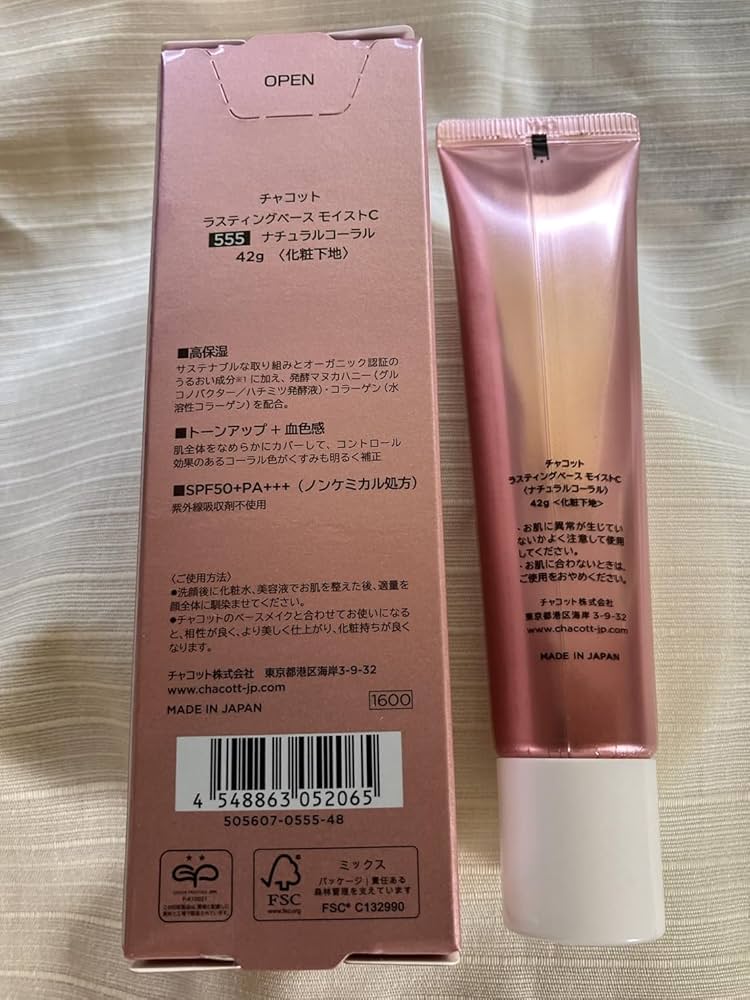 OPEN
チャコット
ラスティングベース モイストC
555 ナチュラルコーラル
42g 〈化粧下地〉
■高保湿
サステナブルな取り組みとオーガニック認証の
うるおい成分※1 に加え、発酵マヌカハニー(グル
コノバクター/ハチミツ発酵液)・コラーゲン(水
溶性コラーゲン)を配合。
■トーンアップ + 血色感
肌全体をなめらかにカバーして、コントロール
効果のあるコーラル色がくすみも明るく補正
■SPF50+PA+++(ノンケミカル処方)
紫外線吸収剤不使用
〈ご使用方法〉
●洗顔後に化粧水、美容液でお肌を整えた後、適量を
顔全体に馴染ませてください。
●チャコットのベースメイクと合わせてお使いになる
と、相性が良く、より美しく仕上がり、化粧持ちが良く
なります。
チャコット株式会社 東京都港区海岸3-9-32
www.chacott-jp.com
MADE IN JAPAN
1600
4 548863 052065
505607-0555-48
ミックス
パッケージ|責任ある
森林管理を支えています
FSC
www.fsc.org
FSC® C132990
チャコット
ラスティングベース モイストC
〈ナチュラルコーラル〉
42g <化粧下地>
・お肌に異常が生じてい
ないかよく注意して使用
してください。
・お肌に合わないときは、
ご使用をおやめください。
チャコット株式会社
東京都港区海岸 3-9-32
www.chacott-jp.com
MADE IN JAPAN